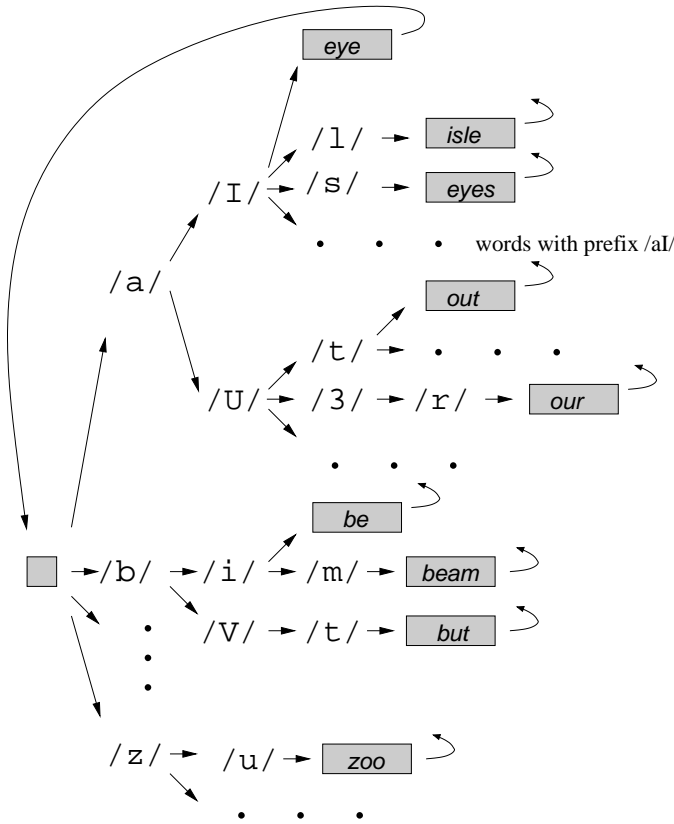 eye
/l/ isle
/I/ /s/ eyes
• • • words with prefix /aI/
/a/
out
/t/ • • •
/U/ /3/ /r/ our
• • •
be
/b/ /i/ /m/ beam
/V/ /t/ but
/z/ /u/ zoo
• • •